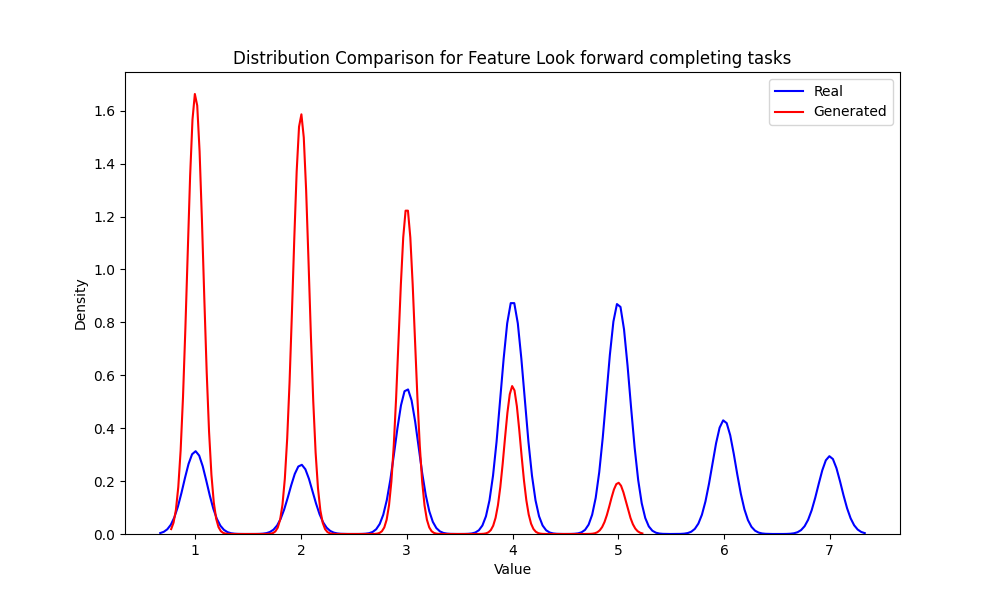 Distribution Comparison for Feature Look forward completing tasks
Real
Generated
Density
1.6
1.4
1.2
1.0
0.8
0.6
0.4
0.2
0.0
1 2 3 4 5 6 7
Value